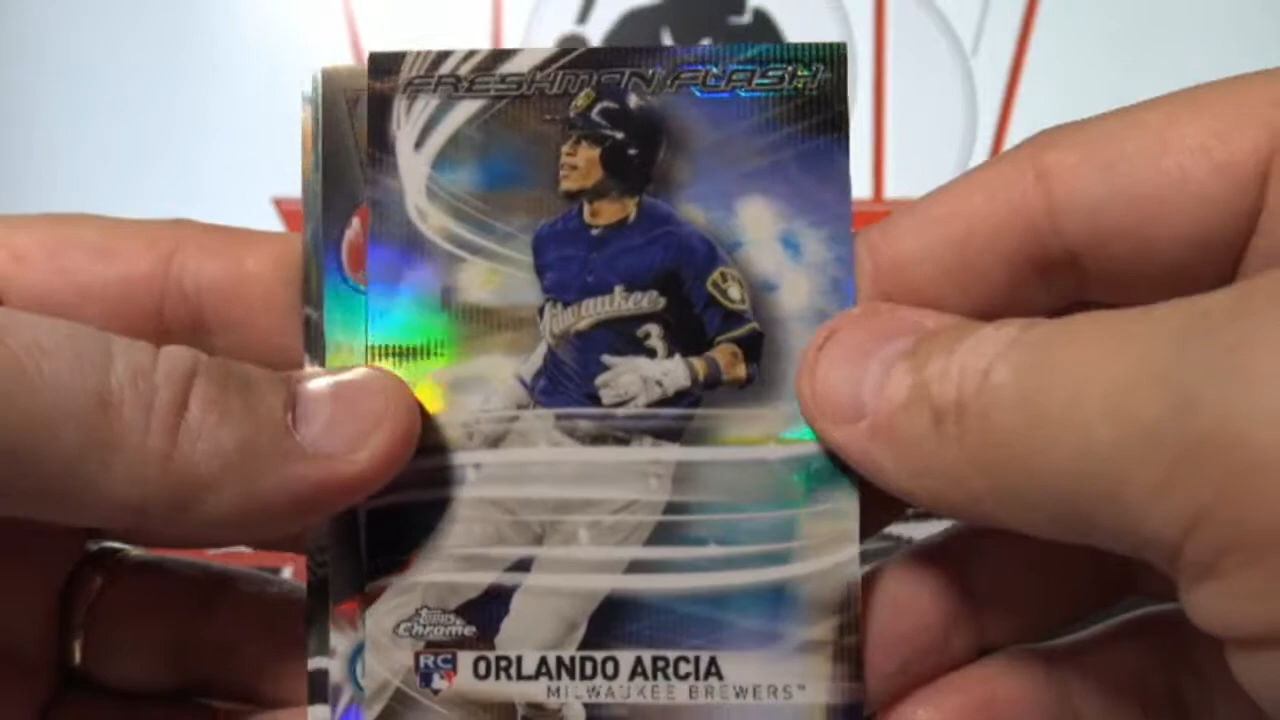 FRESHMAN FLASH
Milwaukee
3
Topps
Chrome
RC
ORLANDO ARCIA
MILWAUKEE BREWERS™